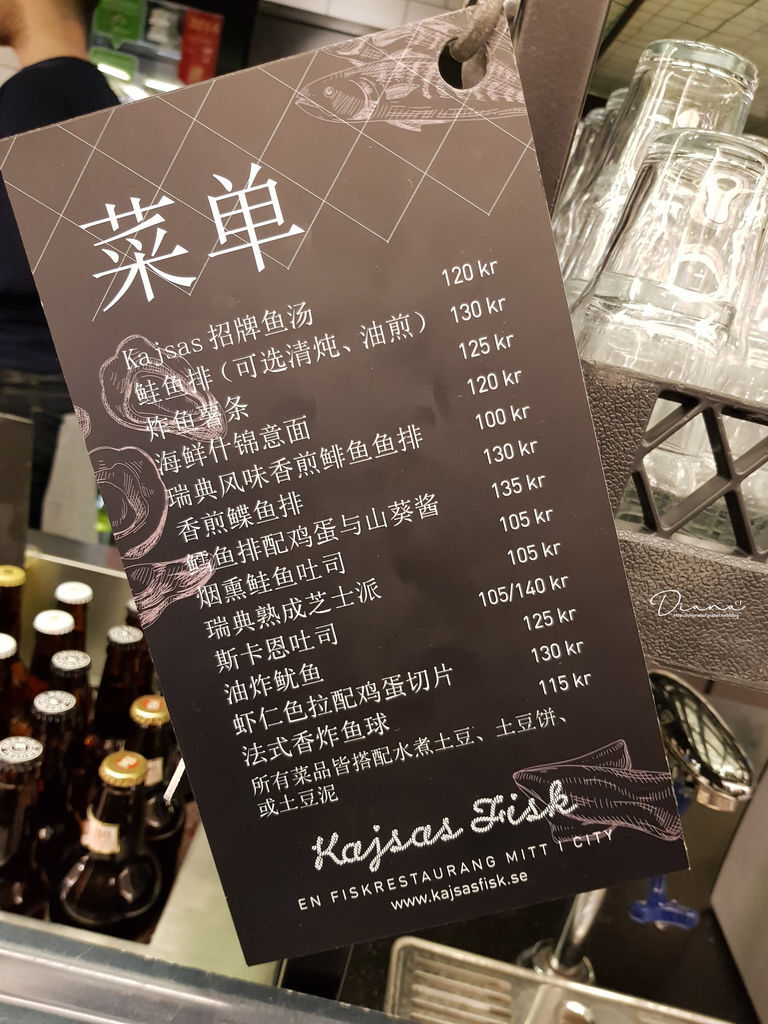 菜单
Kajsas 招牌鱼汤 120 kr
鲑鱼排（可选清炖、油煎） 130 kr
炸鱼薯条 125 kr
海鲜什锦意面 120 kr
瑞典风味香煎鲱鱼鱼排 100 kr
香煎鲽鱼排 130 kr
鳕鱼排配鸡蛋与山葵酱 135 kr
烟熏鲑鱼吐司 105 kr
瑞典熟成芝士派 105 kr
斯卡恩吐司 105/140 kr
油炸鱿鱼 125 kr
虾仁色拉配鸡蛋切片 130 kr
法式香炸鱼球 115 kr
所有菜品皆搭配水煮土豆、土豆饼、
或土豆泥
Kajsas Fisk
EN FISKRESTAURANG MITT I CITY
www.kajsasfisk.se
Diana